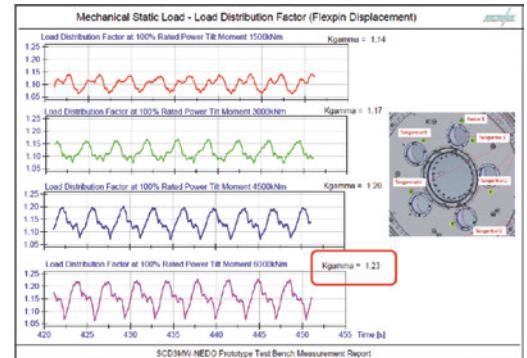 Mechanical Static Load - Load Distribution Factor (Flexpin Displacement)
Load Distribution Factor at 100% Rated Power Tilt Moment 1500kNm
Kgamma = 1.14
1.25
1.20
1.15
1.10
1.05
Load Distribution Factor at 100% Rated Power Tilt Moment 3000kNm
Kgamma = 1.17
1.25
1.20
1.15
1.10
Load Distribution Factor at 100% Rated Power Tilt Moment 4500kNm
Kgamma = 1.20
1.25
1.20
1.15
1.10
1.05
Load Distribution Factor at 100% Rated Power Tilt Moment 6000kNm
Kgamma = 1.23
1.25
1.20
1.15
1.10
1.05
420 425 430 435 440 445 450 455 Time [s]
SCD3MW-NEDO Prototype Test Bench Measurement Report